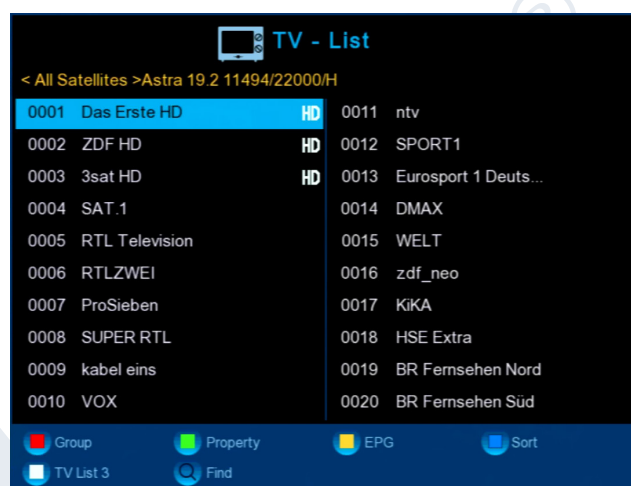 TV - List
< All Satellites >Astra 19.2 11494/22000/H
0001 Das Erste HD HD
0002 ZDF HD HD
0003 3sat HD HD
0004 SAT.1
0005 RTL Television
0006 RTLZWEI
0007 ProSieben
0008 SUPER RTL
0009 kabel eins
0010 VOX
0011 ntv
0012 SPORT1
0013 Eurosport 1 Deuts...
0014 DMAX
0015 WELT
0016 zdf_neo
0017 KiKA
0018 HSE Extra
0019 BR Fernsehen Nord
0020 BR Fernsehen Süd
Group Property EPG Sort
TV List 3 Find